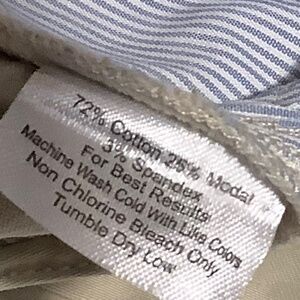 72% Cotton 25% Modal
3% Spandex
For Best Results
Machine Wash Cold With Like Colors
Non Chlorine Bleach Only
Tumble Dry Low